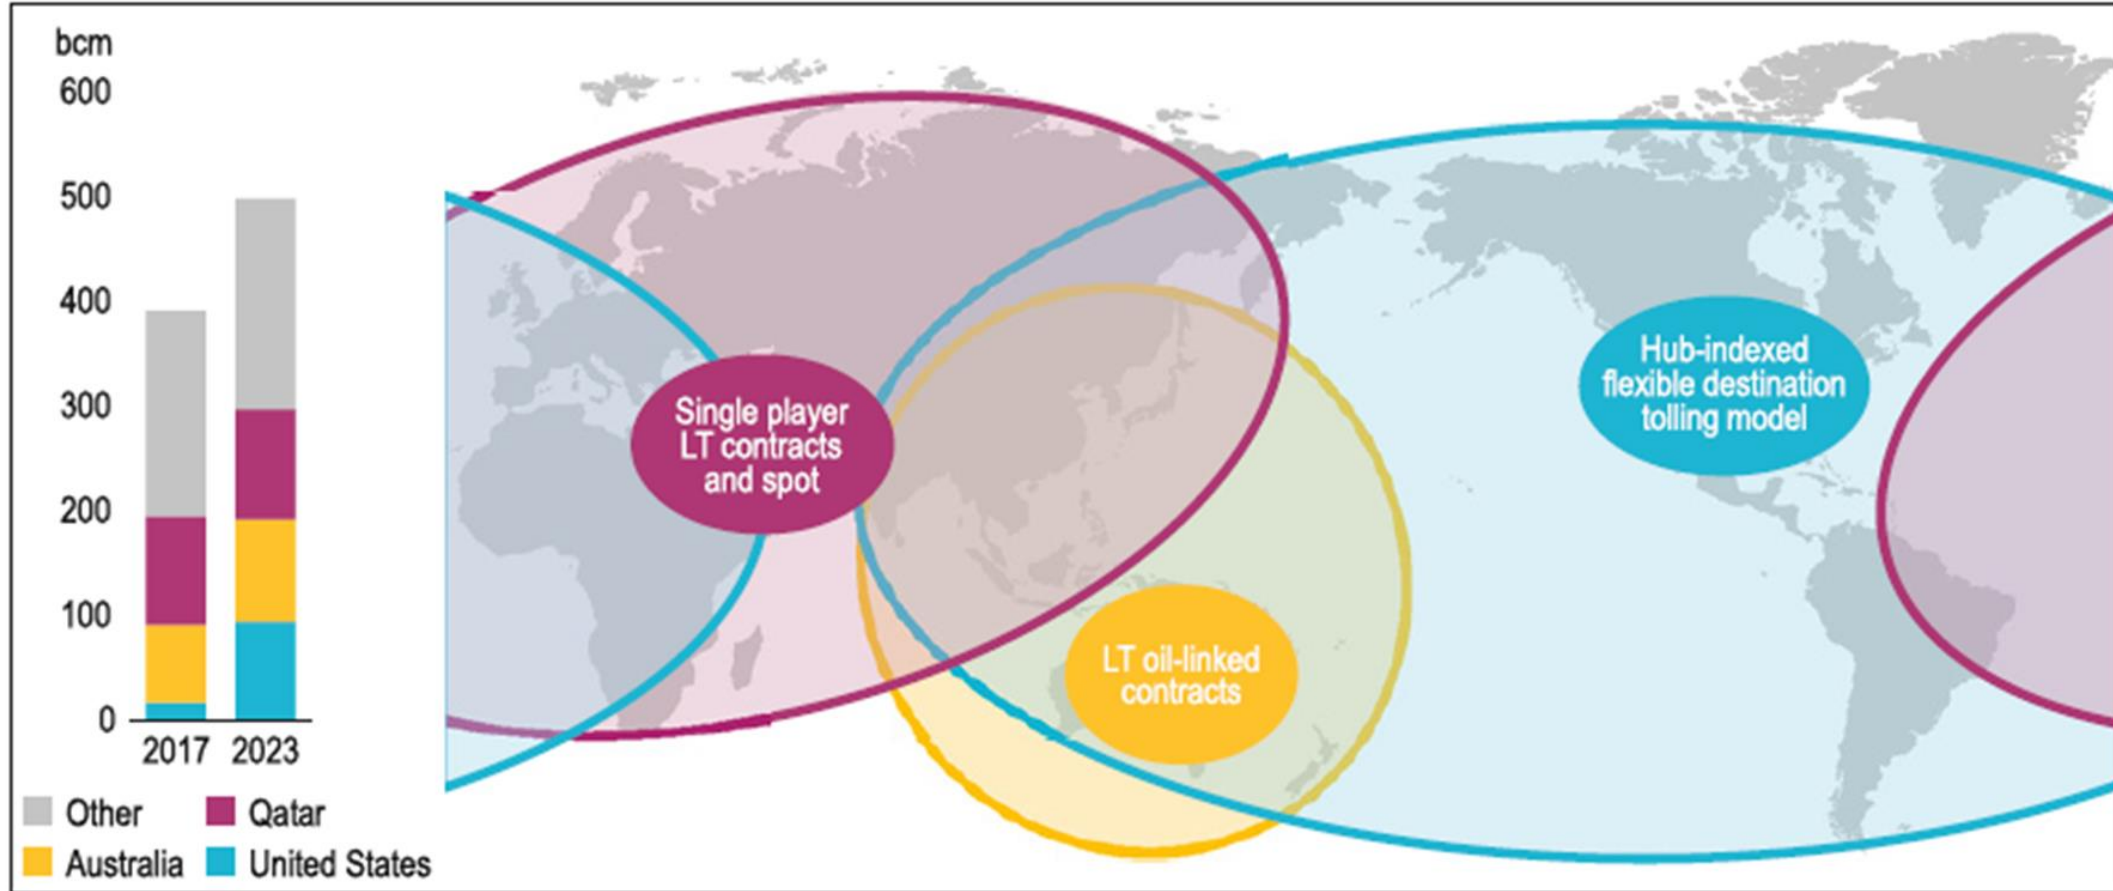 bcm
600
500
400
300
200
100
0
2017 2023
Other Qatar
Australia United States
Single player
LT contracts
and spot
LT oil-linked
contracts
Hub-indexed
flexible destination
tolling model